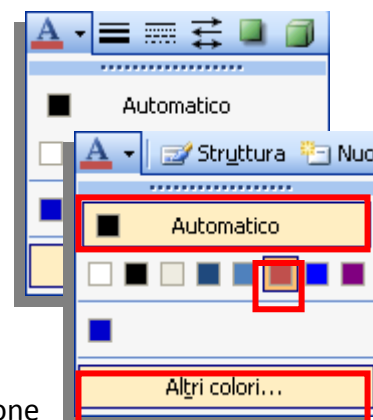 A
Automatico
A Struttura Nuo
Automatico
Altri colori...
one